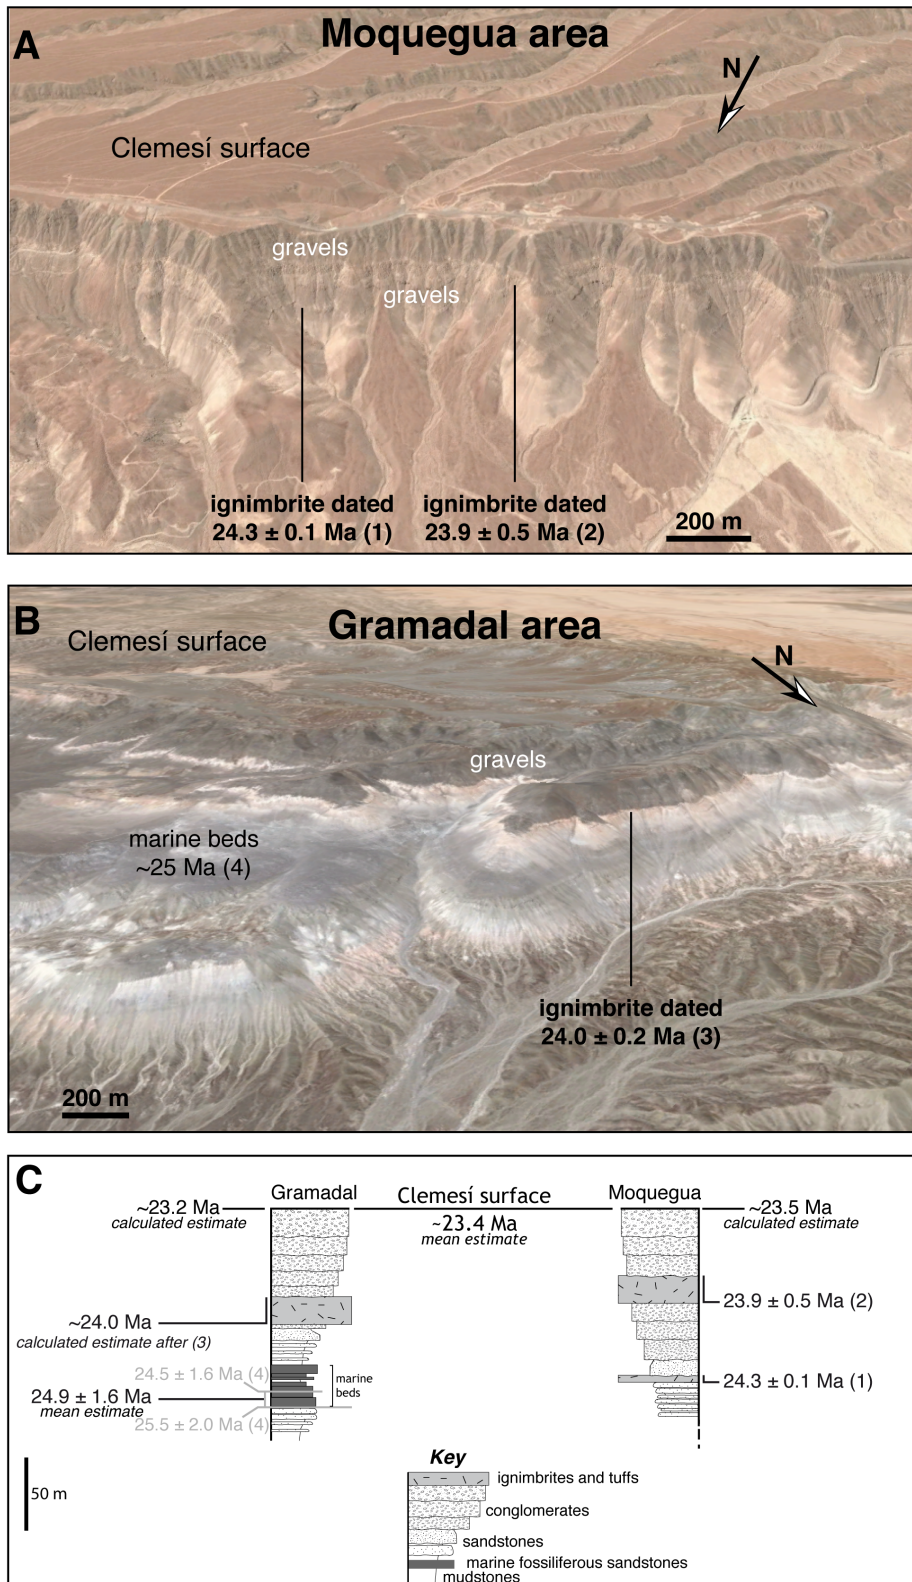 A
Moquegua area
N
Clemesí surface
gravels
gravels
ignimbrite dated
24.3 ± 0.1 Ma (1)
ignimbrite dated
23.9 ± 0.5 Ma (2)
200 m
B
Gramadal area
Clemesí surface
N
gravels
marine beds
~25 Ma (4)
ignimbrite dated
24.0 ± 0.2 Ma (3)
200 m
C
Gramadal
Clemesí surface
Moquegua
~23.2 Ma
calculated estimate
~23.4 Ma
mean estimate
~23.5 Ma
calculated estimate
23.9 ± 0.5 Ma (2)
~24.0 Ma
calculated estimate after (3)
24.5 ± 1.6 Ma (4)
marine
beds
24.9 ± 1.6 Ma
mean estimate
25.5 ± 2.0 Ma (4)
24.3 ± 0.1 Ma (1)
50 m
Key
ignimbrites and tuffs
conglomerates
sandstones
marine fossiliferous sandstones
mudstones